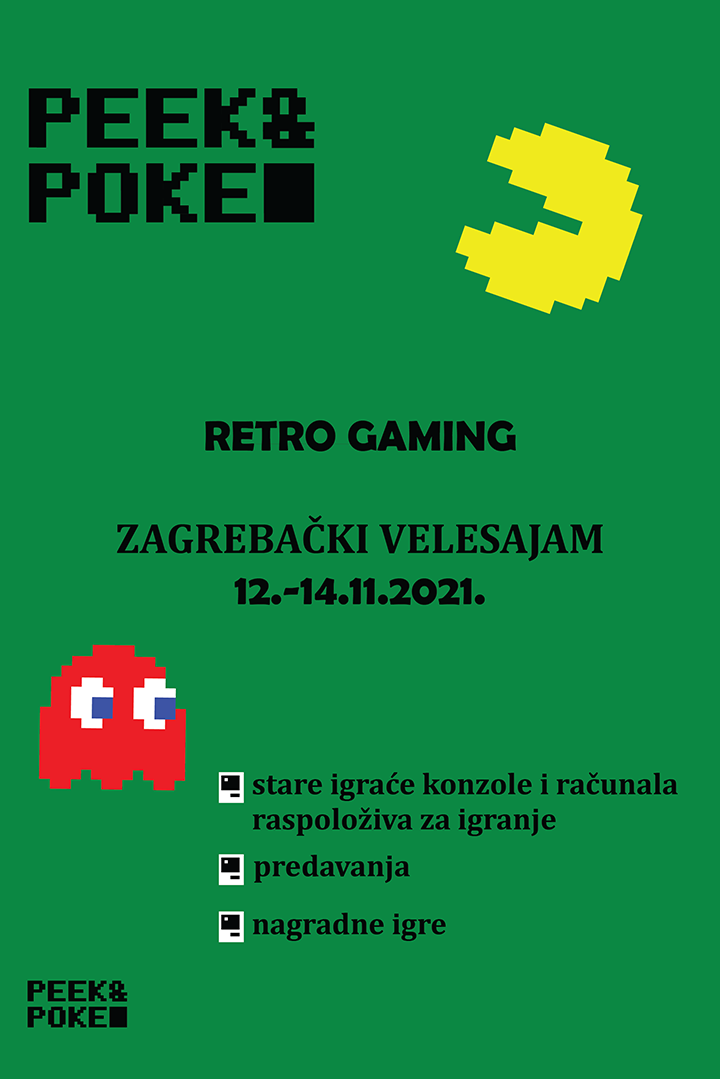 PEEK&
POKE
RETRO GAMING
ZAGREBAČKI VELESAJAM
12.-14.11.2021.
stare igraće konzole i računala
raspoloživa za igranje
predavanja
nagradne igre
PEEK&
POKE